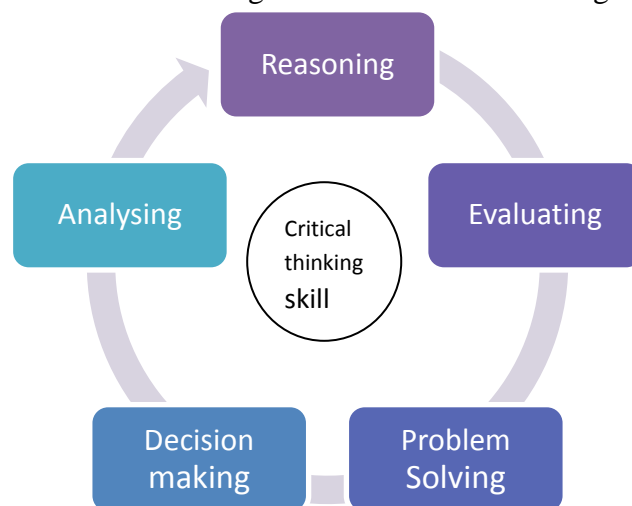 Reasoning
Analysing
Evaluating
Critical
thinking
skill
Decision
making
Problem
Solving